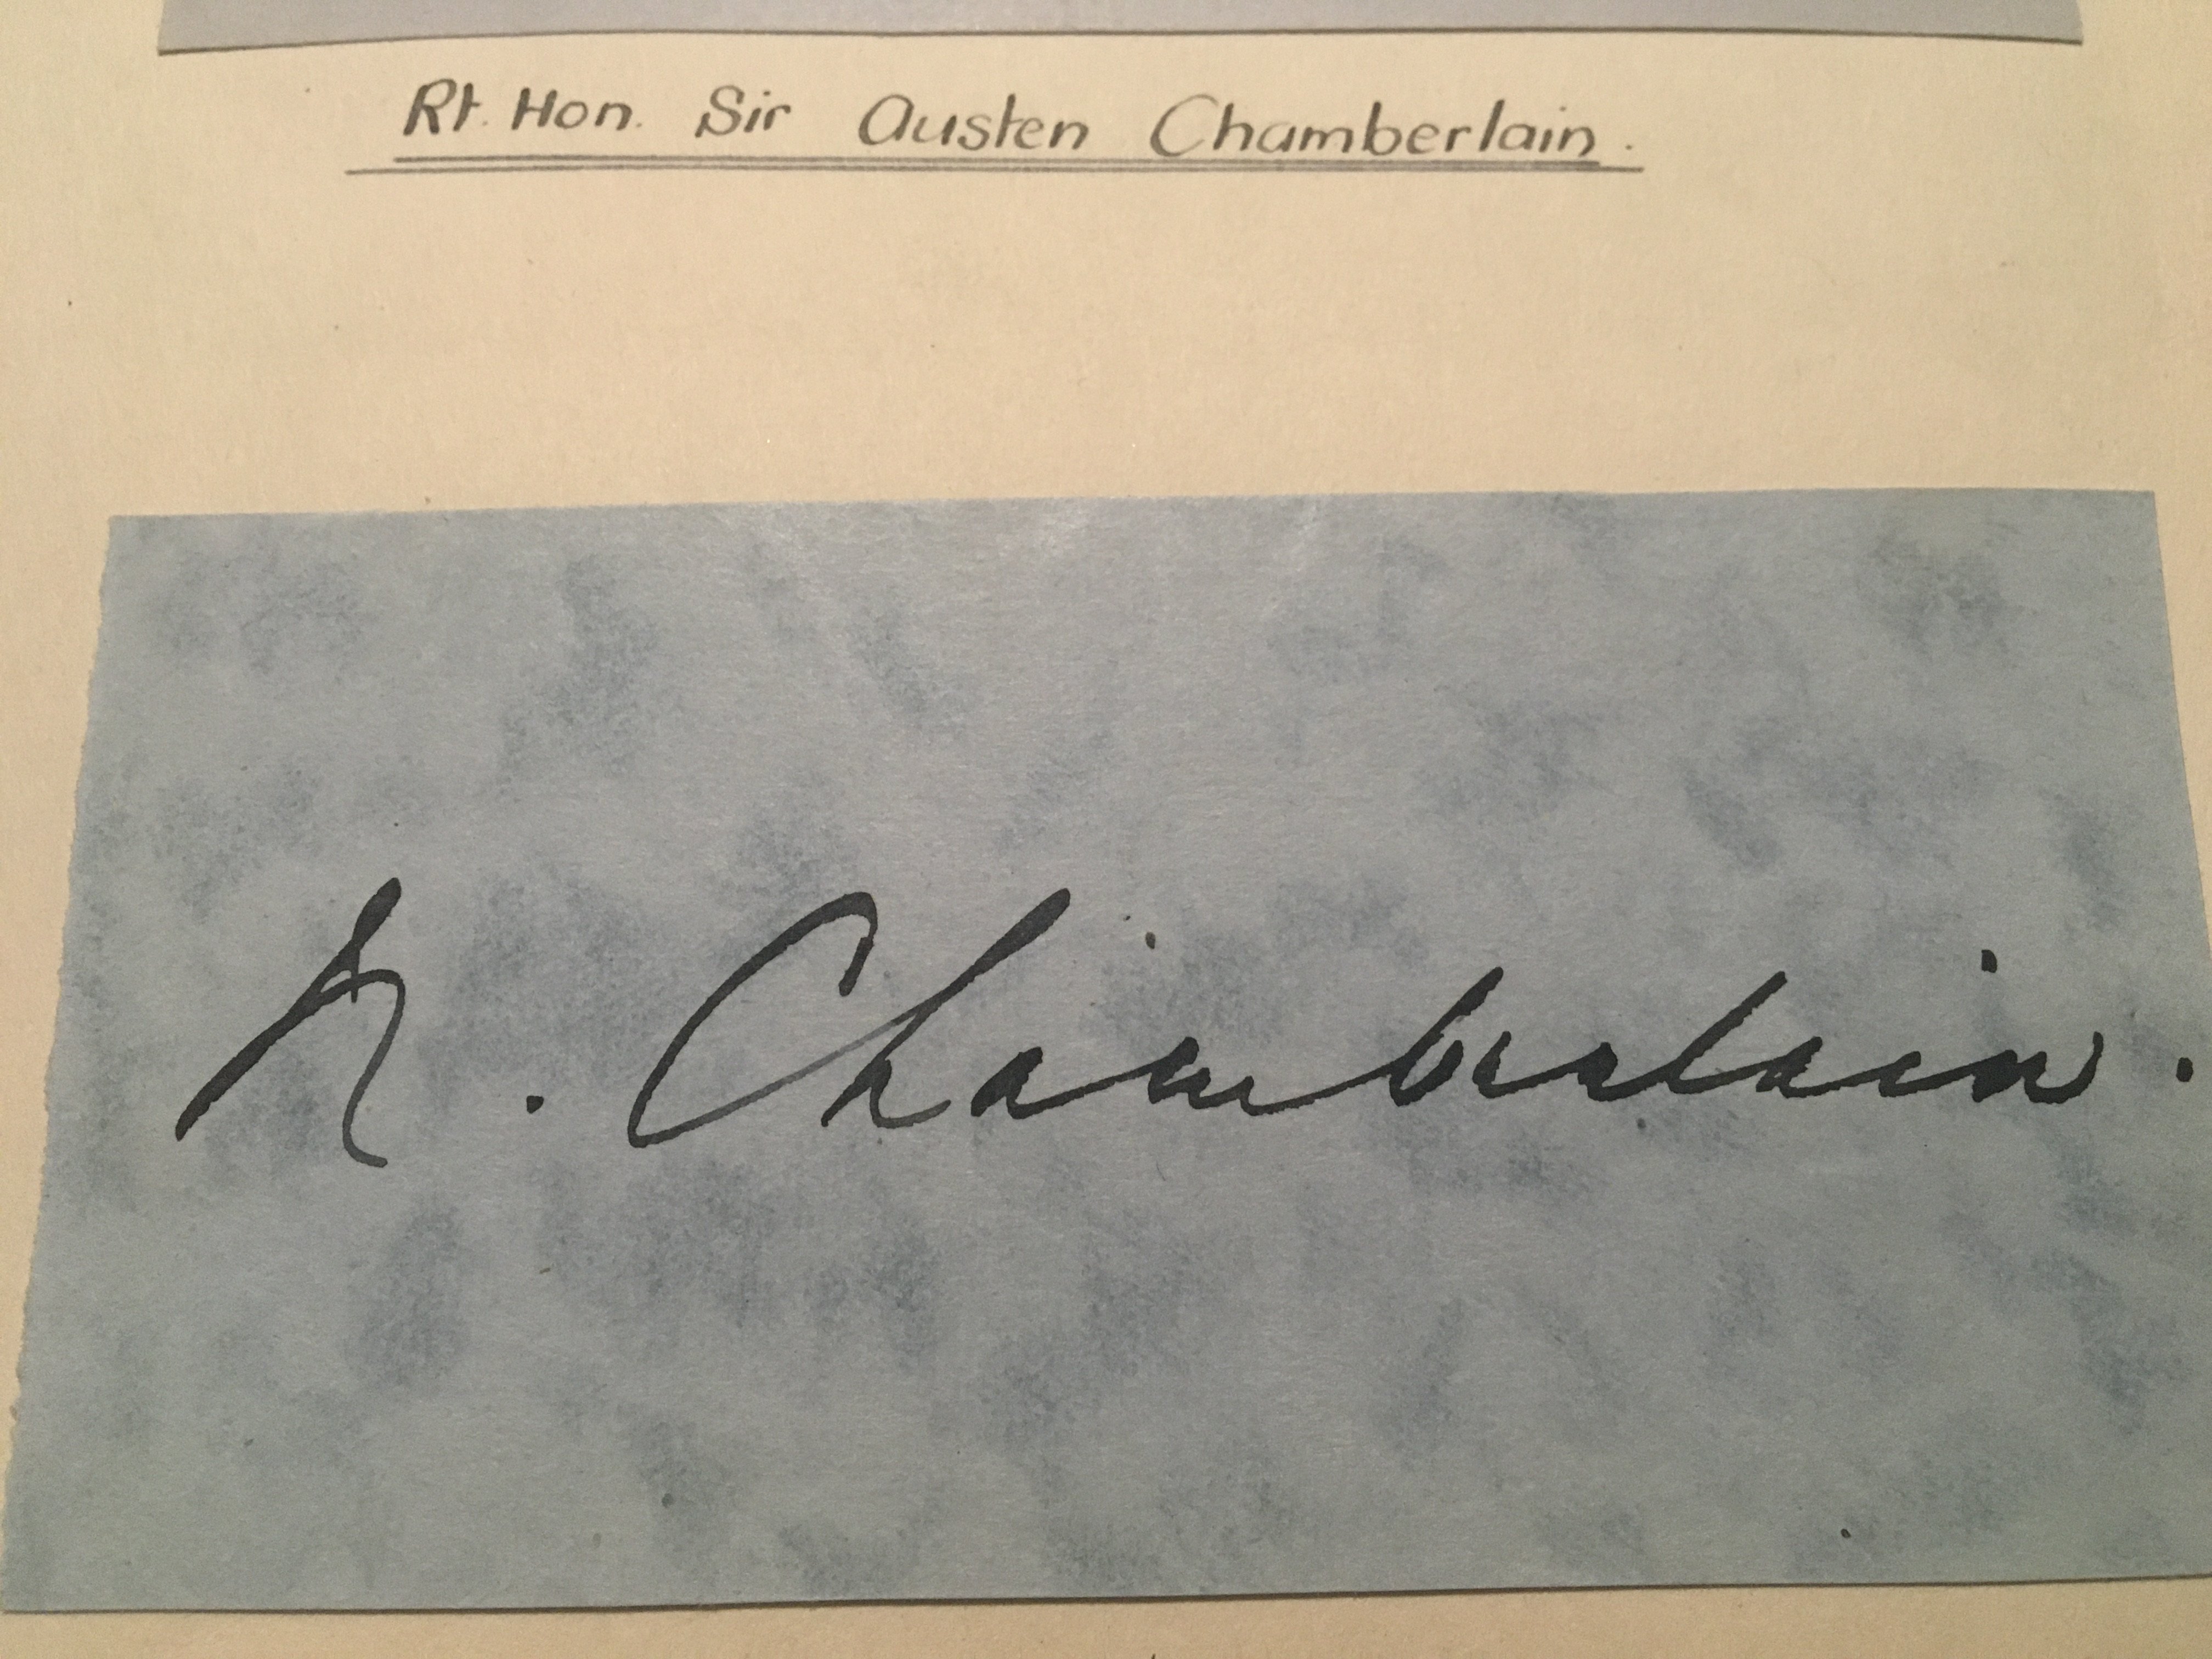 Rt. Hon. Sir Austen Chamberlain.
N. Chamberlain.